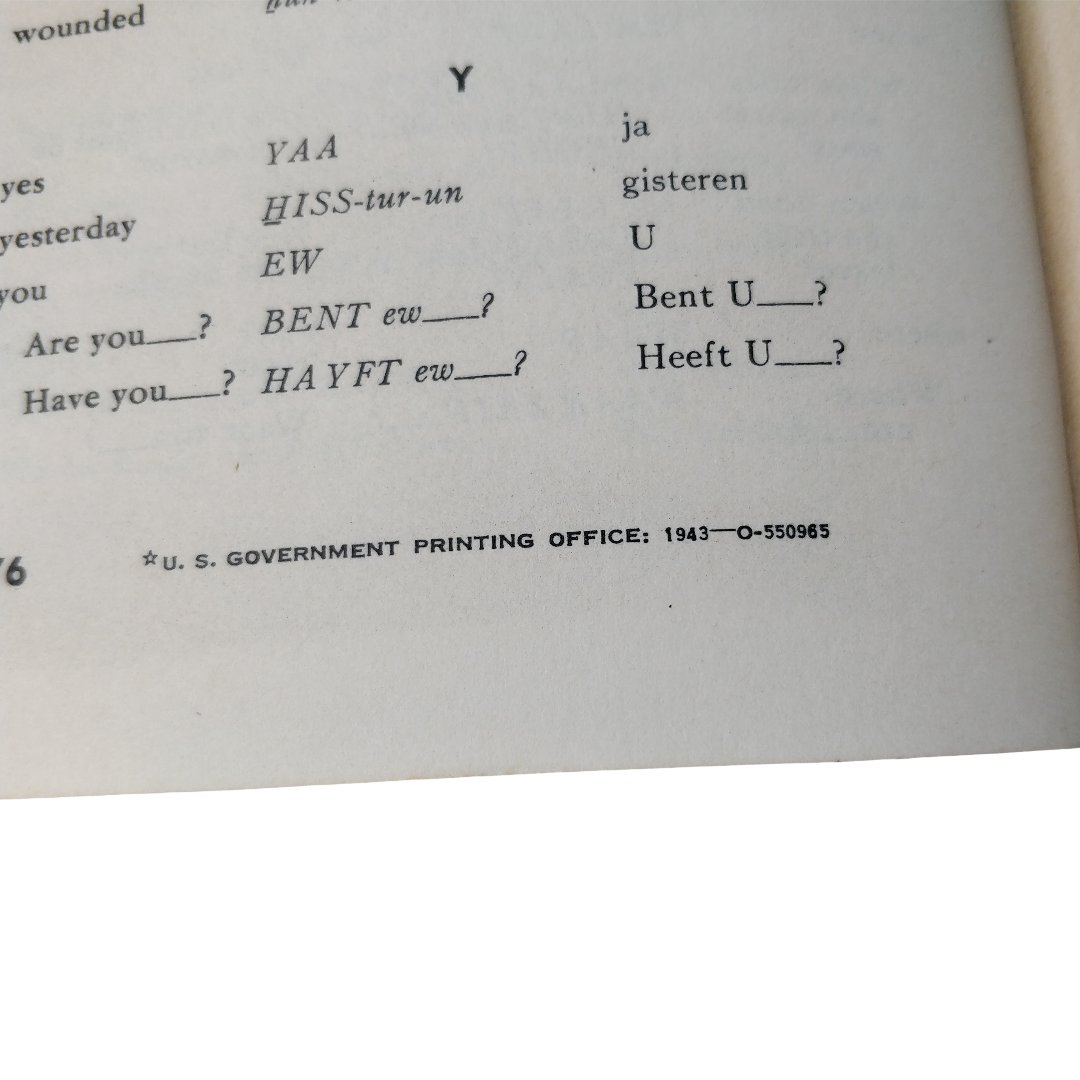 wounded
Y
yes YAA ja
yesterday HISS-tur-un gisteren
you EW U
Are you___? BENT ew___? Bent U___?
Have you___? HAYFT ew___? Heeft U___?
☆U. S. GOVERNMENT PRINTING OFFICE: 1943—O-550965